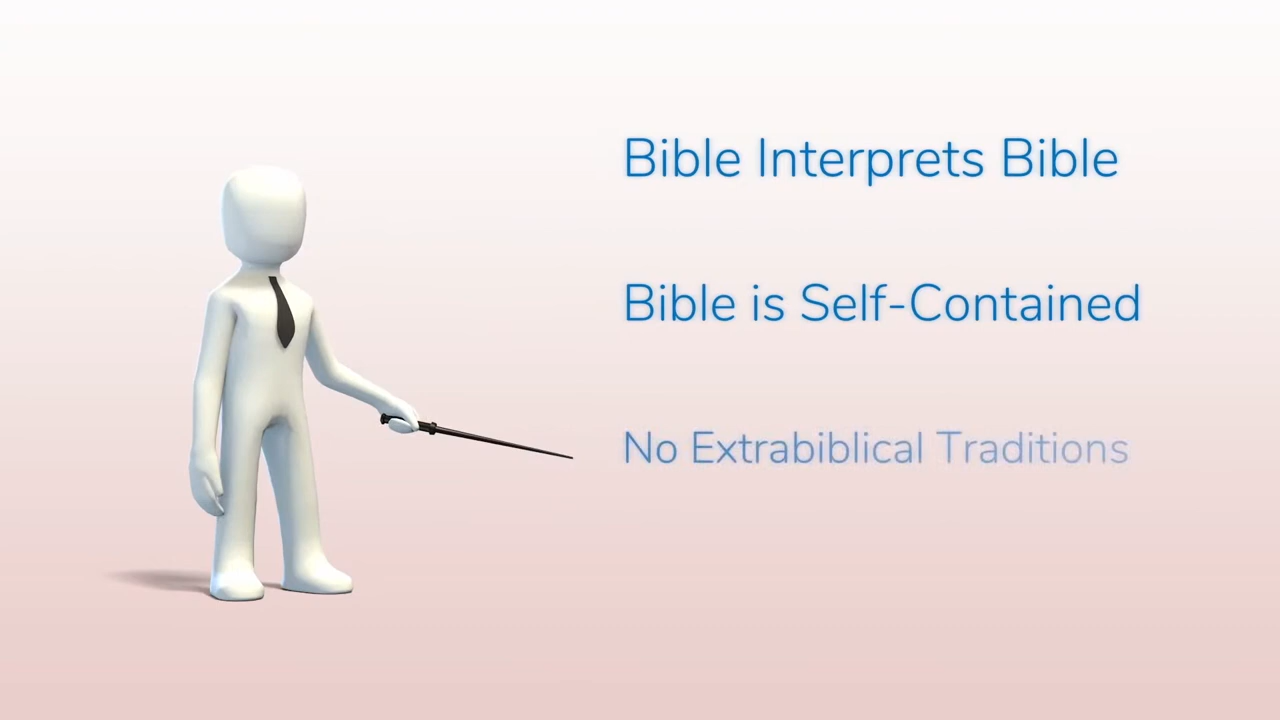 Bible Interprets Bible
Bible is Self-Contained
No Extrabiblical Traditions